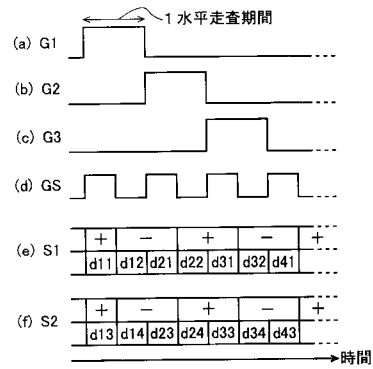 1水平走査期間
(a) G1
(b) G2
(c) G3
(d) GS
+ − + − +
(e) S1
d11 d12 d21 d22 d31 d32 d41
+ − + − +
(f) S2
d13 d14 d23 d24 d33 d34 d43
時間